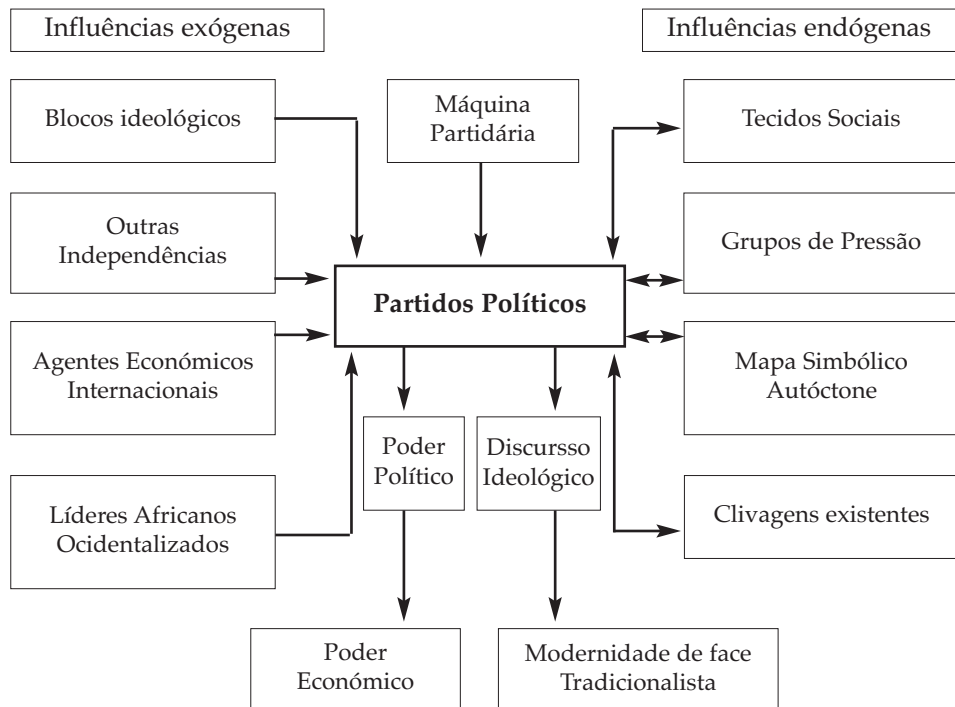 Influências exógenas
Influências endógenas
Blocos ideológicos
Máquina
Partidária
Tecidos Sociais
Outras
Independências
Grupos de Pressão
Partidos Políticos
Agentes Económicos
Internacionais
Mapa Simbólico
Autóctone
Poder
Político
Discursso
Ideológico
Líderes Africanos
Ocidentalizados
Clivagens existentes
Poder
Económico
Modernidade de face
Tradicionalista